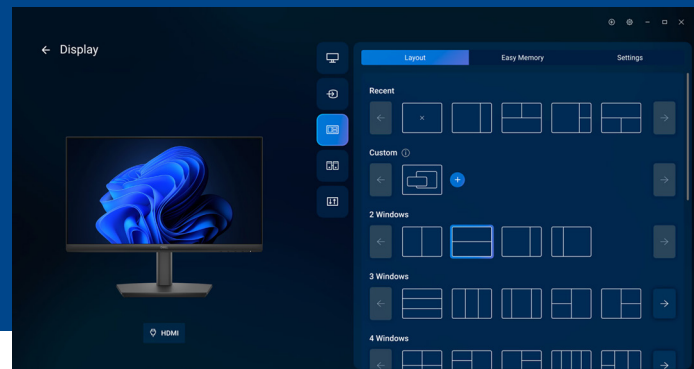 Display
Layout
Easy Memory
Settings
Recent
Custom
2 Windows
3 Windows
4 Windows
HDMI